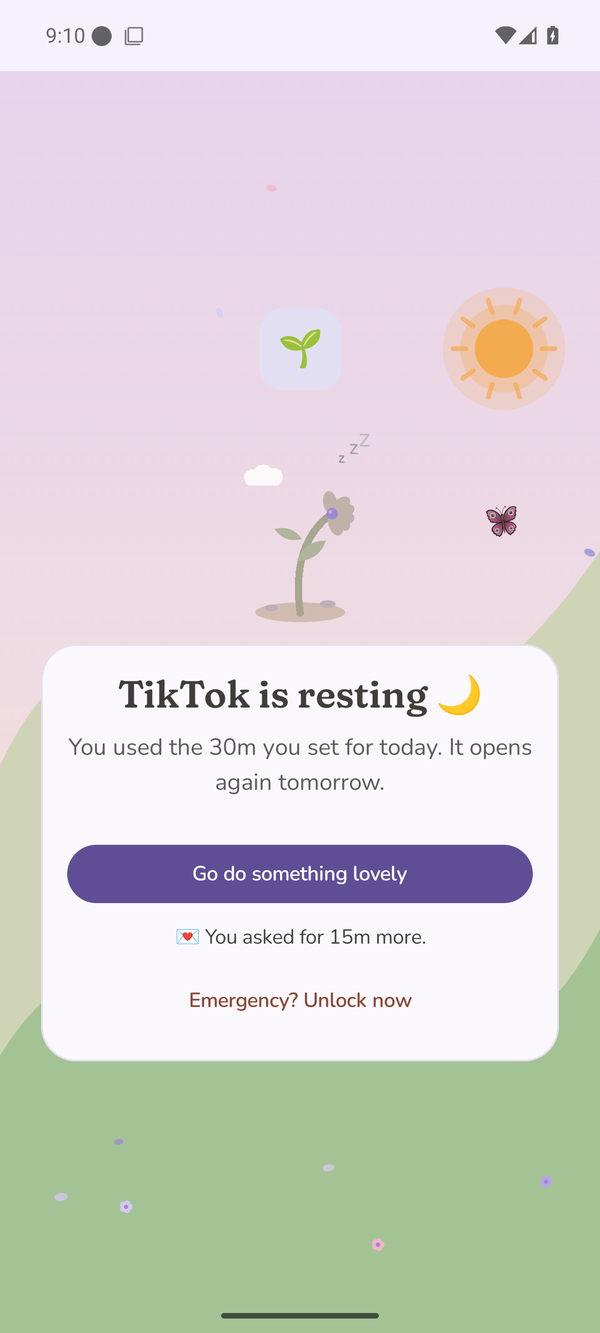 9:10
z z Z
TikTok is resting 🌙
You used the 30m you set for today. It opens
again tomorrow.
Go do something lovely
💌 You asked for 15m more.
Emergency? Unlock now